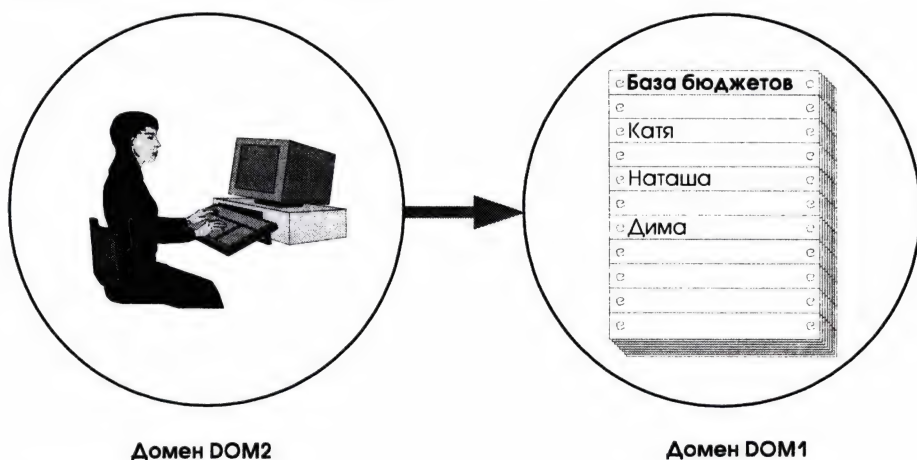 База бюджетов
Катя
Наташа
Дима
Домен DOM2
Домен DOM1